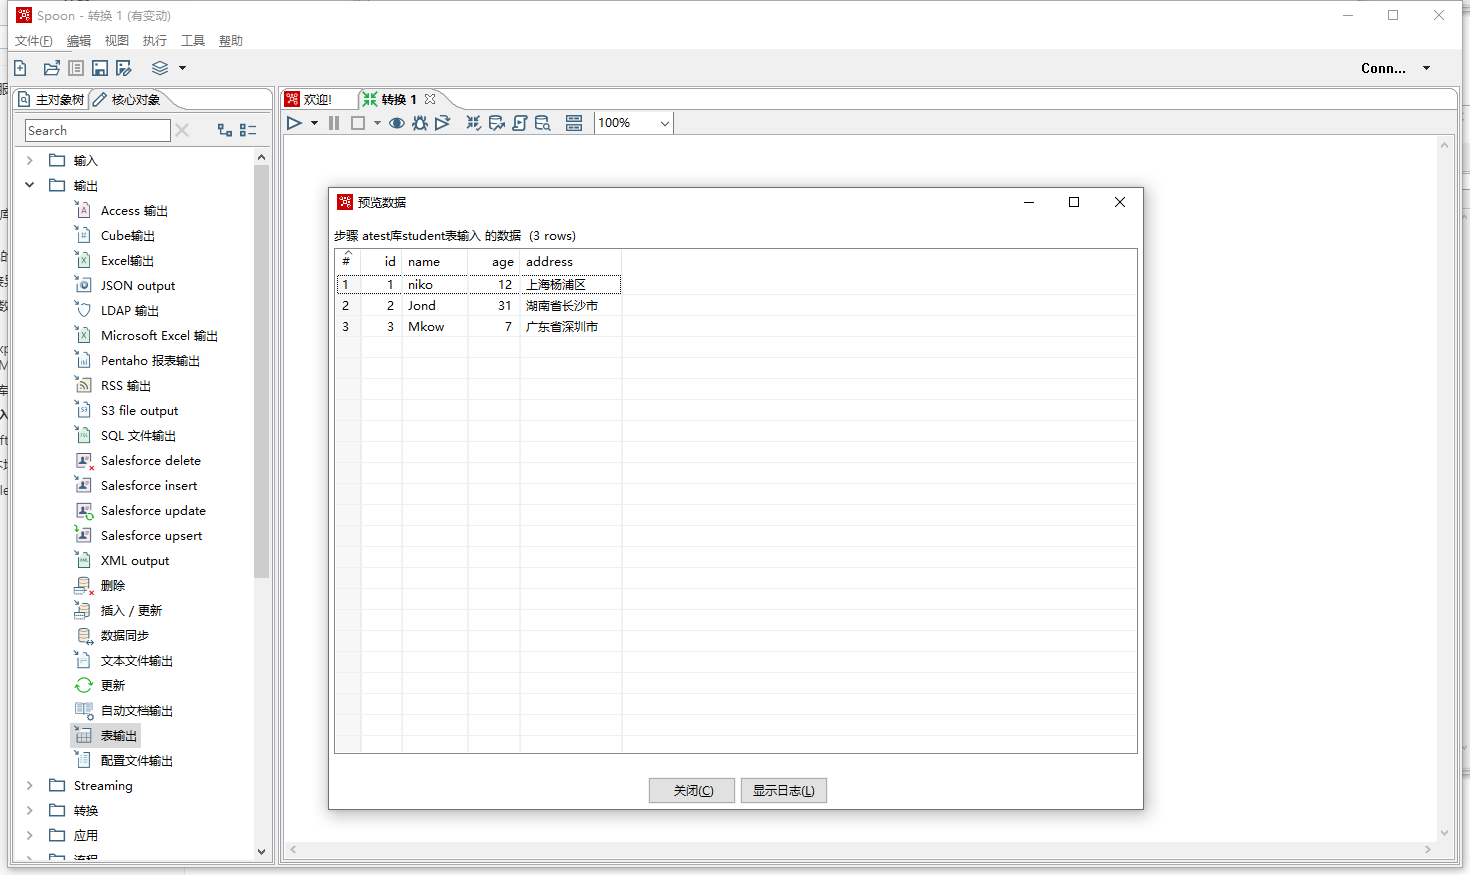 Spoon - 转换 1 (有变动)
文件(F) 编辑 视图 执行 工具 帮助
Conn...
主对象树 核心对象
欢迎! 转换 1
Search
100%
输入
输出
Access 输出
Cube输出
Excel输出
JSON output
LDAP 输出
Microsoft Excel 输出
Pentaho 报表输出
RSS 输出
S3 file output
SQL 文件输出
Salesforce delete
Salesforce insert
Salesforce update
Salesforce upsert
XML output
删除
插入 / 更新
数据同步
文本文件输出
更新
自动文档输出
表输出
配置文件输出
Streaming
转换
应用
流程
预览数据
步骤 atest库student表输入 的数据 (3 rows)
# id name age address
1 1 niko 12 上海杨浦区
2 2 Jond 31 湖南省长沙市
3 3 Mkow 7 广东省深圳市
关闭(C) 显示日志(L)